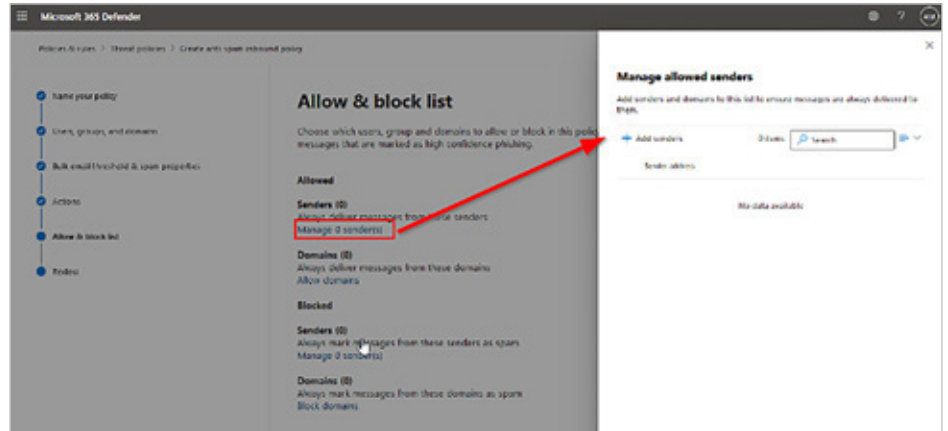 Microsoft 365 Defender
?
Policies & rules > Threat policies > Create anti-spam inbound policy
Name your policy
Users, groups, and domains
Bulk email threshold & spam properties
Actions
Allow & block list
Review
Allow & block list
Choose which users, group and domains to allow or block in this polic
messages that are marked as high confidence phishing.
Allowed
Senders (0)
Always deliver messages from these senders
Manage 0 sender(s)
Domains (0)
Always deliver messages from these domains
Allow domains
Blocked
Senders (0)
Always mark messages from these senders as spam
Manage 0 sender(s)
Domains (0)
Always mark messages from these domains as spam
Block domains
Manage allowed senders
Add senders and domains to this list to ensure messages are always delivered to
them.
+ Add senders
0 items
Search
Sender address
No data available